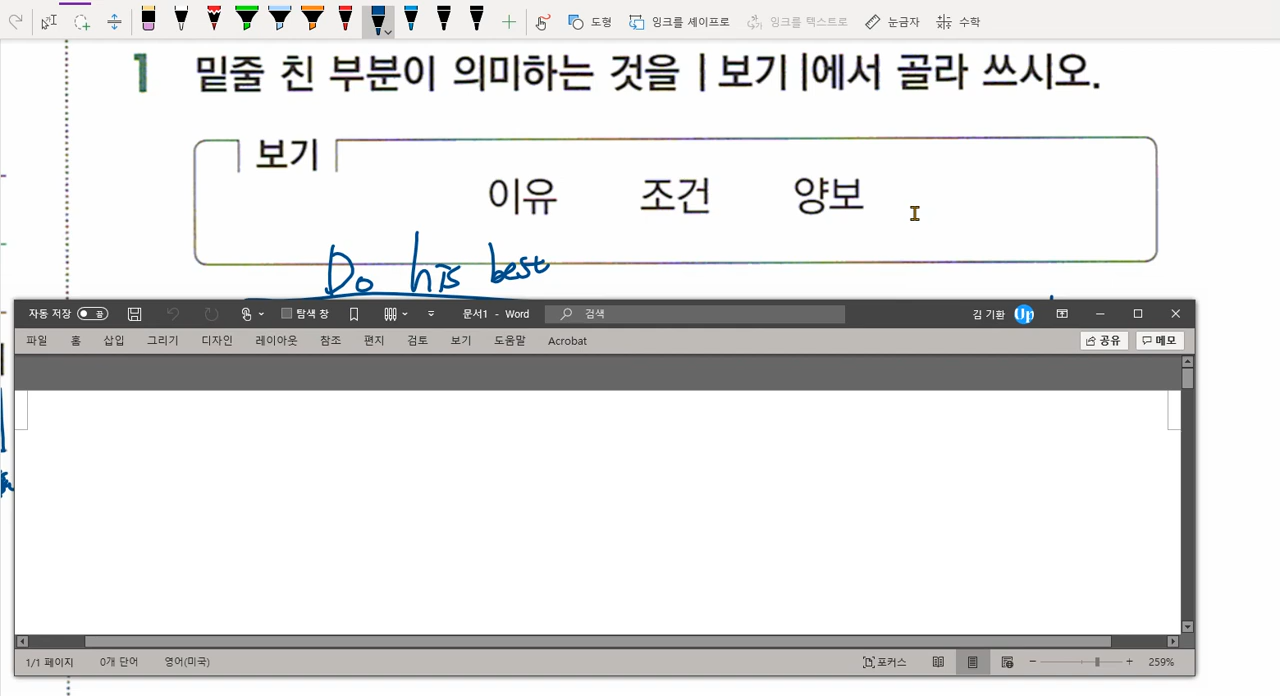 도형 잉크를 셰이프로 잉크를 텍스트로 눈금자 수학
1 밑줄 친 부분이 의미하는 것을 | 보기 |에서 골라 쓰시오.
보기
이유 조건 양보
Do his best
자동 저장 끔 탐색 창 문서1 - Word 검색 김 기환 Up
파일 홈 삽입 그리기 디자인 레이아웃 참조 편지 검토 보기 도움말 Acrobat 공유 메모
1/1 페이지 0개 단어 영어(미국) 포커스 259%